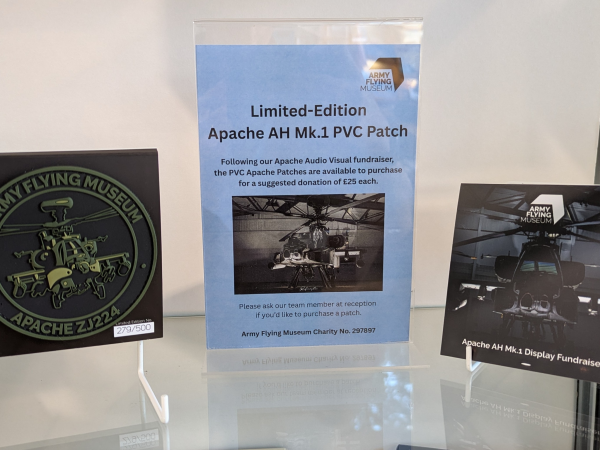 ARMY FLYING MUSEUM
APACHE ZJ224
279/500
ARMY
FLYING
MUSEUM
Limited-Edition
Apache AH Mk.1 PVC Patch
Following our Apache Audio Visual fundraiser,
the PVC Apache Patches are available to purchase
for a suggested donation of £25 each.
Please ask our team member at reception
if you'd like to purchase a patch.
Army Flying Museum Charity No. 297897
ARMY
FLYING
MUSEUM
Apache AH Mk.1 Display Fundraise